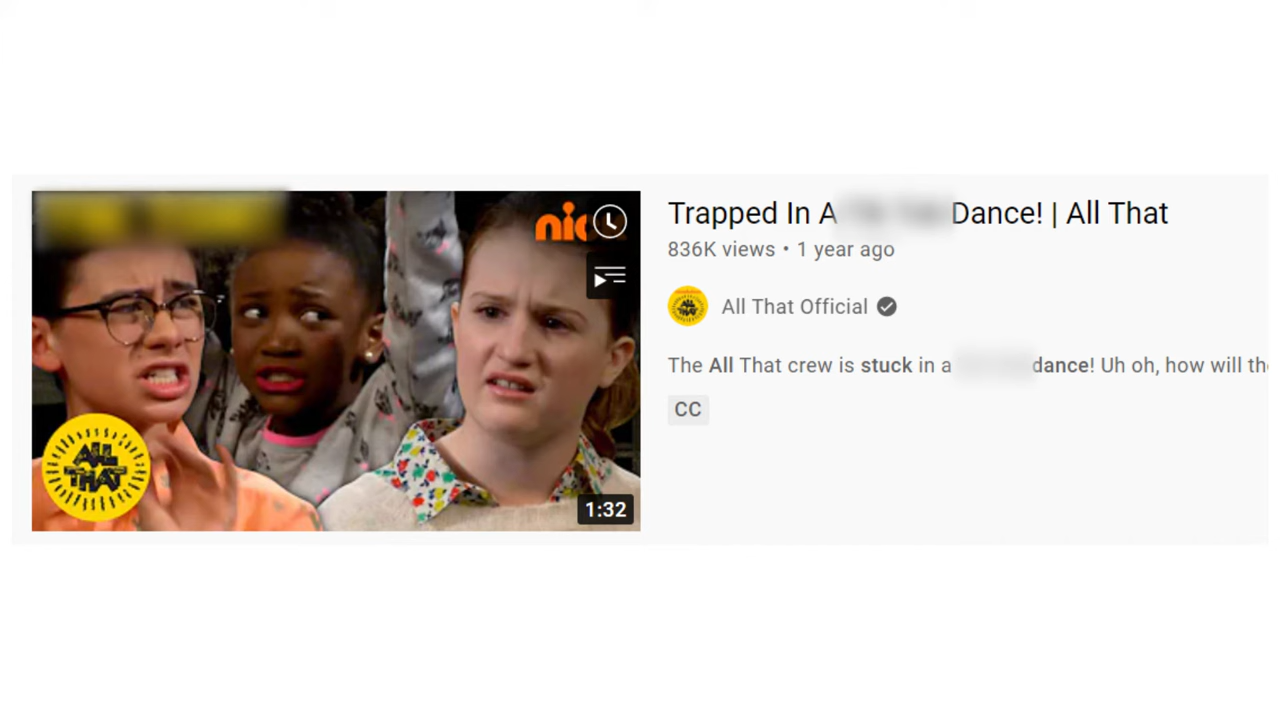 nic
Trapped In A Dance! | All That
836K views • 1 year ago
All That Official
The All That crew is stuck in a dance! Uh oh, how will th
CC
ALL
THAT
1:32